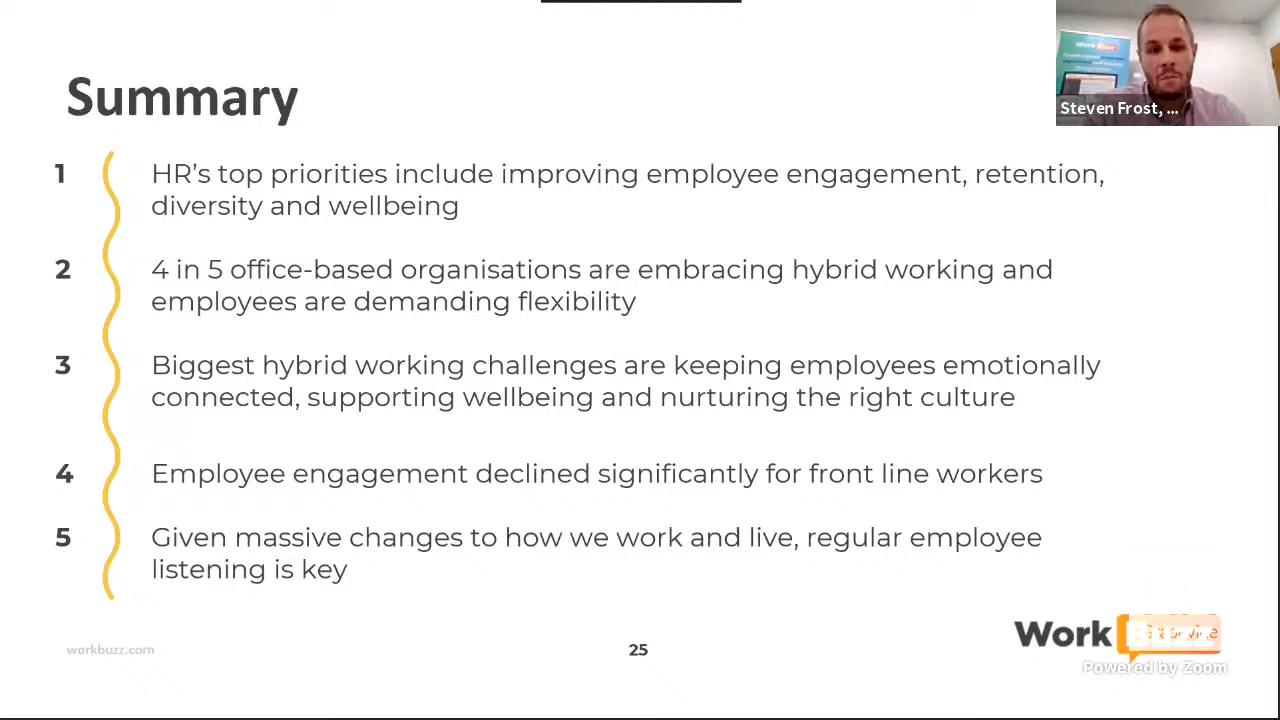 Summary
Steven Frost, ...
1
HR’s top priorities include improving employee engagement, retention,
diversity and wellbeing
2
4 in 5 office-based organisations are embracing hybrid working and
employees are demanding flexibility
3
Biggest hybrid working challenges are keeping employees emotionally
connected, supporting wellbeing and nurturing the right culture
4
Employee engagement declined significantly for front line workers
5
Given massive changes to how we work and live, regular employee
listening is key
workbuzz.com
25
Work Buzz
Powered by Zoom